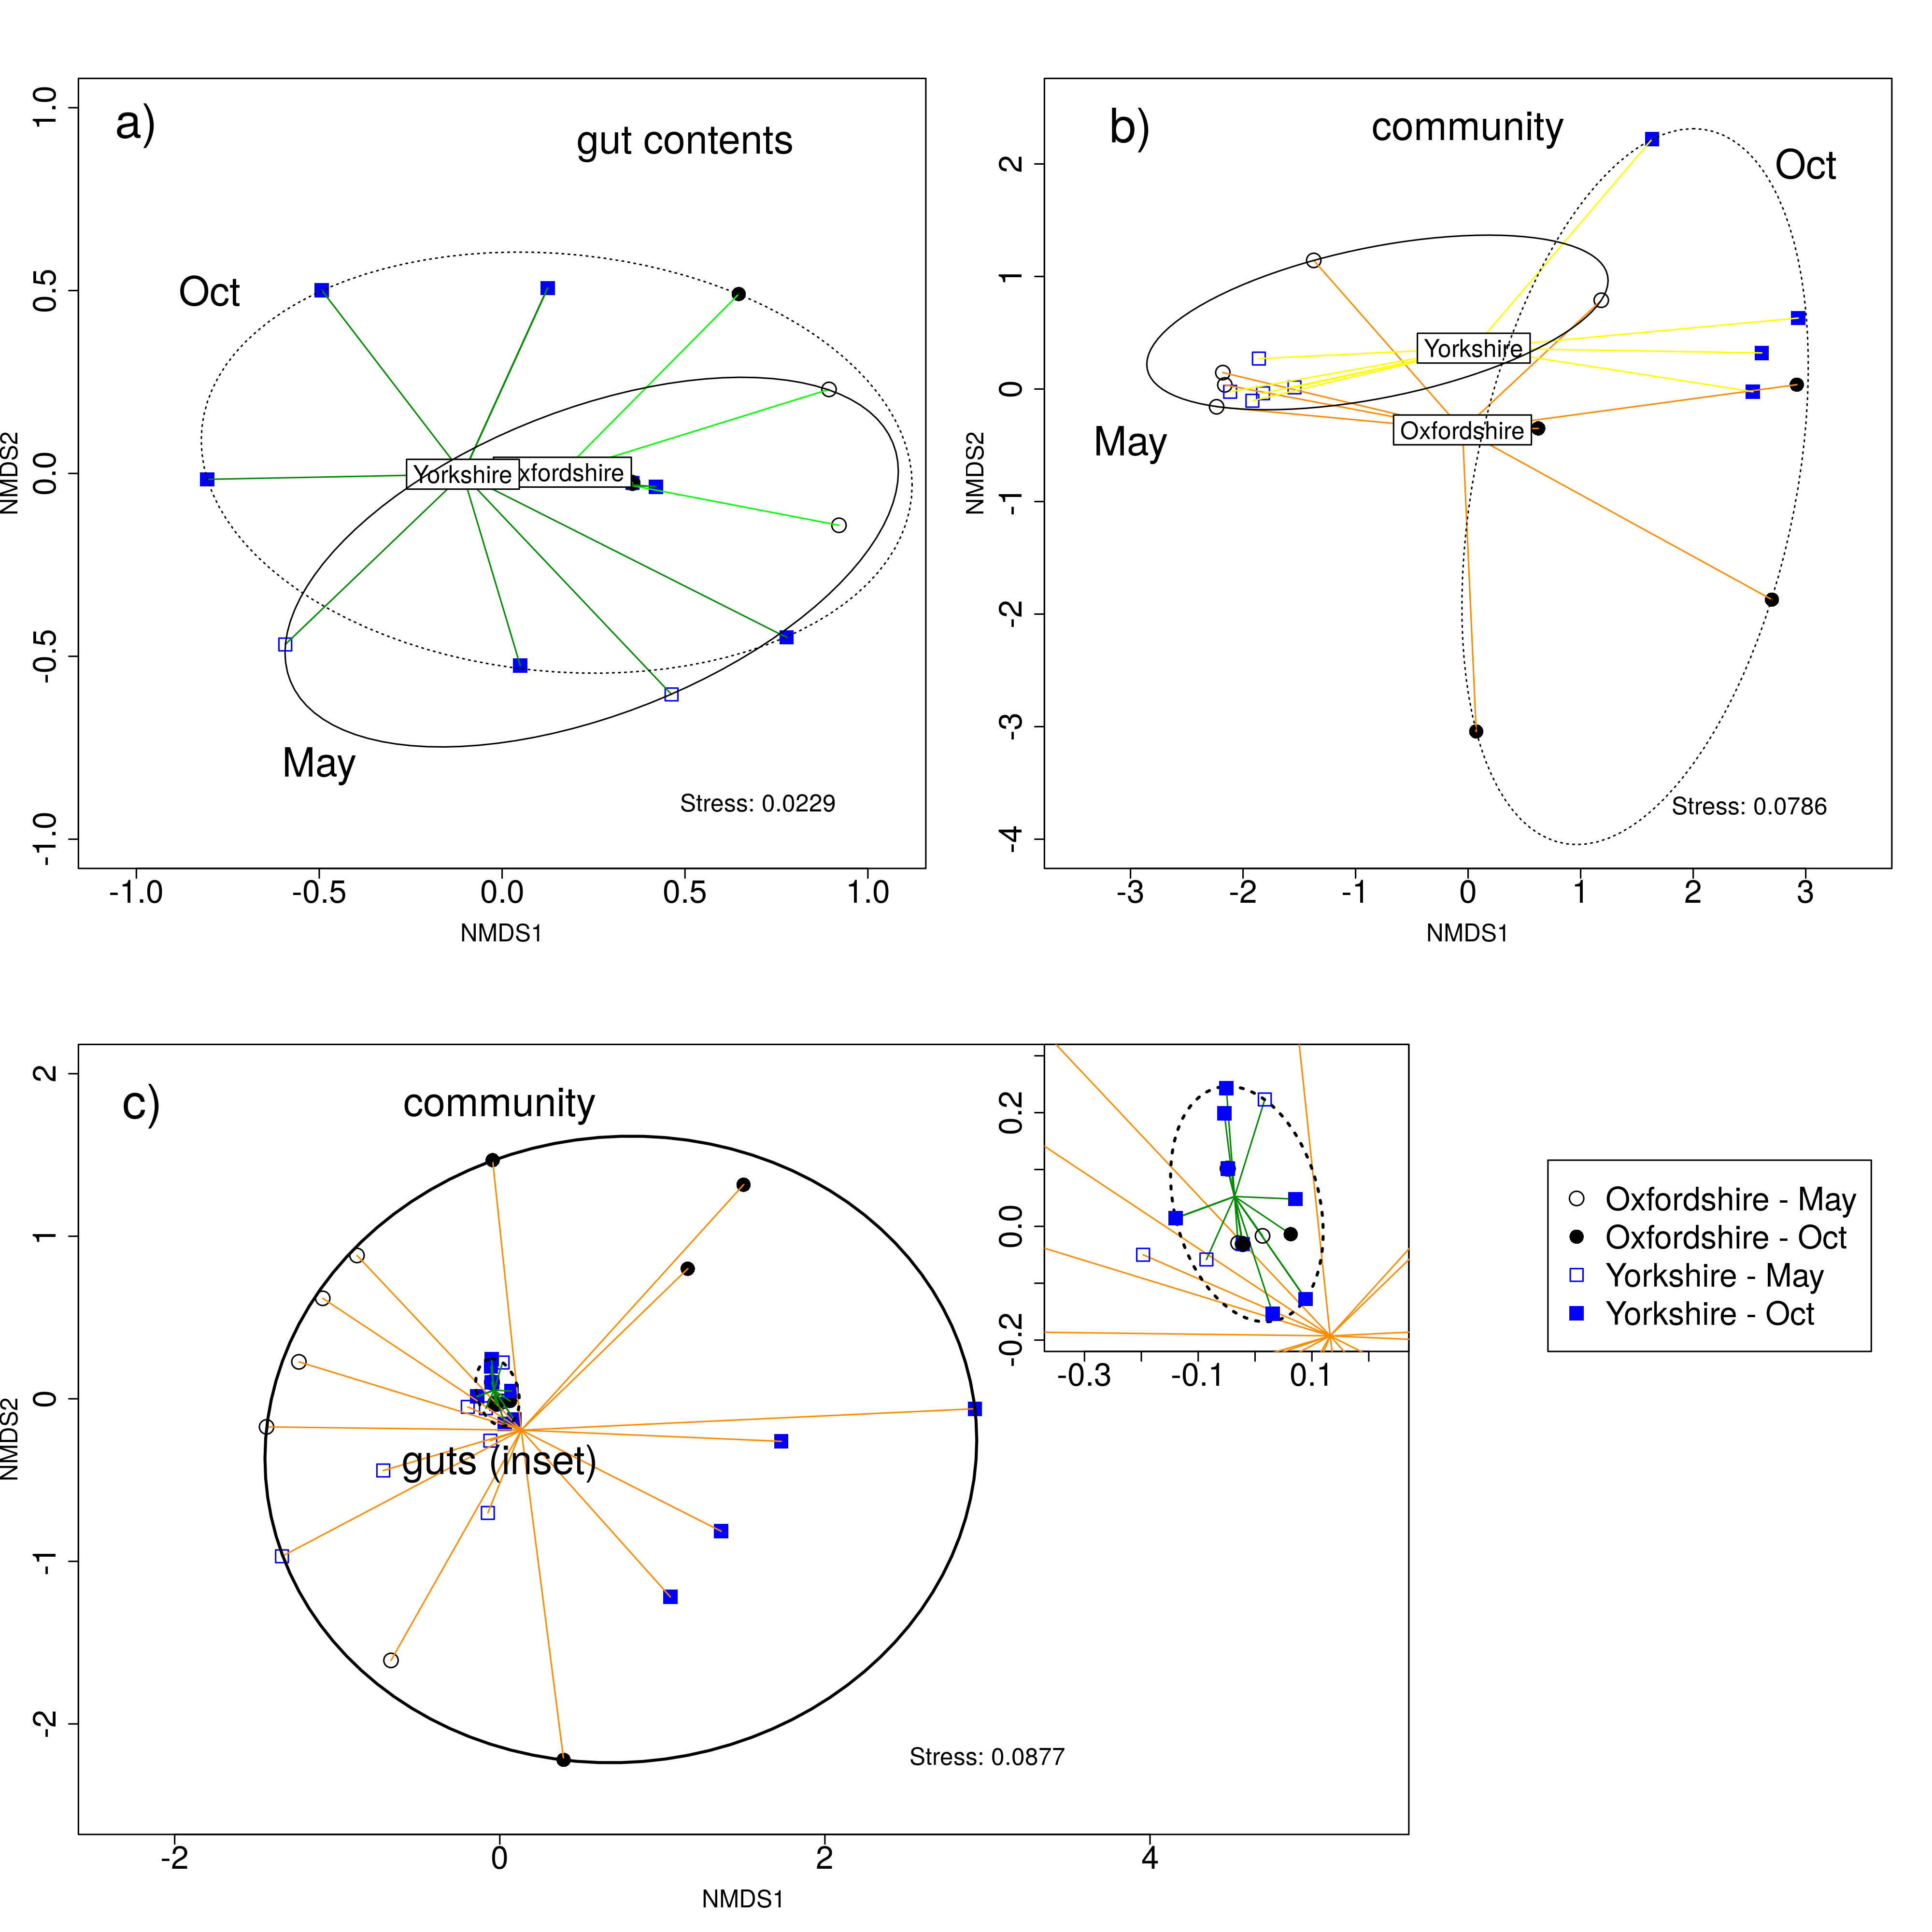 a)
gut contents
1.0
0.5
0.0
-0.5
-1.0
NMDS2
Oct
Yorkshire
xfordshire
May
Stress: 0.0229
-1.0
-0.5
0.0
0.5
1.0
NMDS1
b)
community
2
1
0
-1
-2
-3
-4
NMDS2
Oct
Yorkshire
Oxfordshire
May
Stress: 0.0786
-3
-2
-1
0
1
2
3
NMDS1
c)
community
2
1
0
-1
-2
NMDS2
guts (inset)
Stress: 0.0877
-2
0
2
4
NMDS1
0.2
0.0
-0.2
-0.3
-0.1
0.1
Oxfordshire - May
Oxfordshire - Oct
Yorkshire - May
Yorkshire - Oct